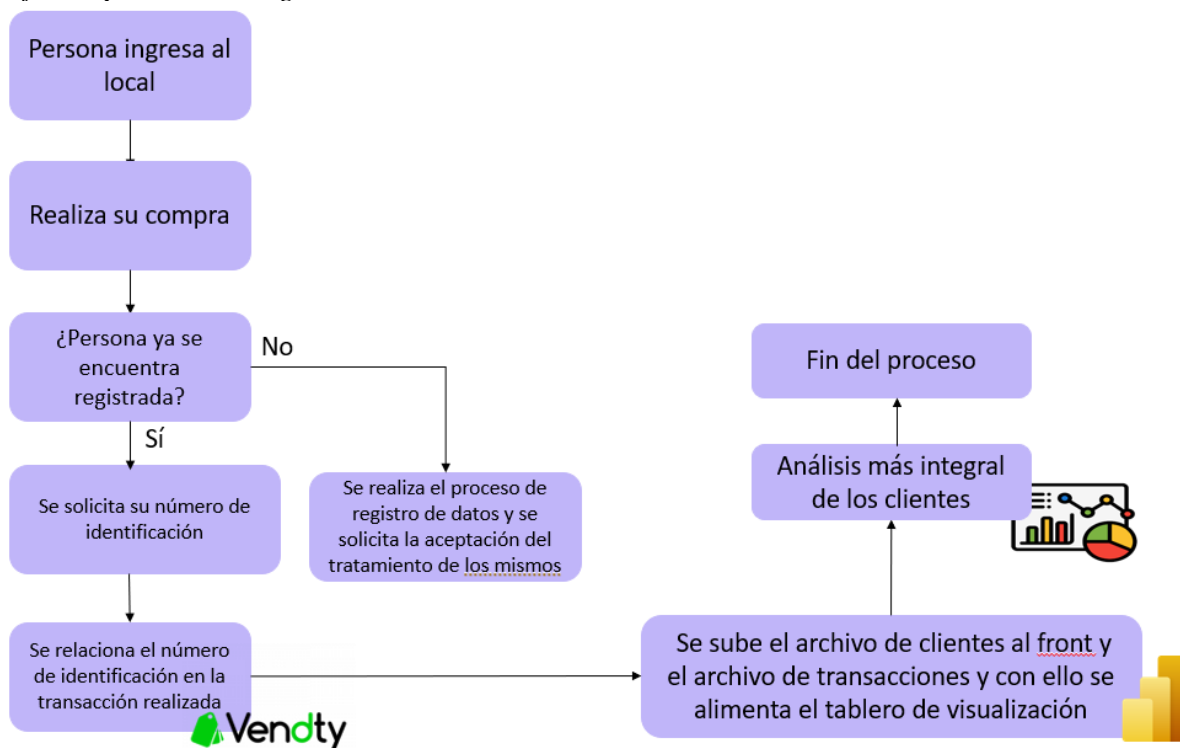 Persona ingresa al
local
Realiza su compra
¿Persona ya se
encuentra
registrada?
No
Sí
Se solicita su número de
identificación
Se realiza el proceso de
registro de datos y se
solicita la aceptación del
tratamiento de los mismos
Se relaciona el número
de identificación en la
transacción realizada
Vendty
Se sube el archivo de clientes al front y
el archivo de transacciones y con ello se
alimenta el tablero de visualización
Análisis más integral
de los clientes
Fin del proceso